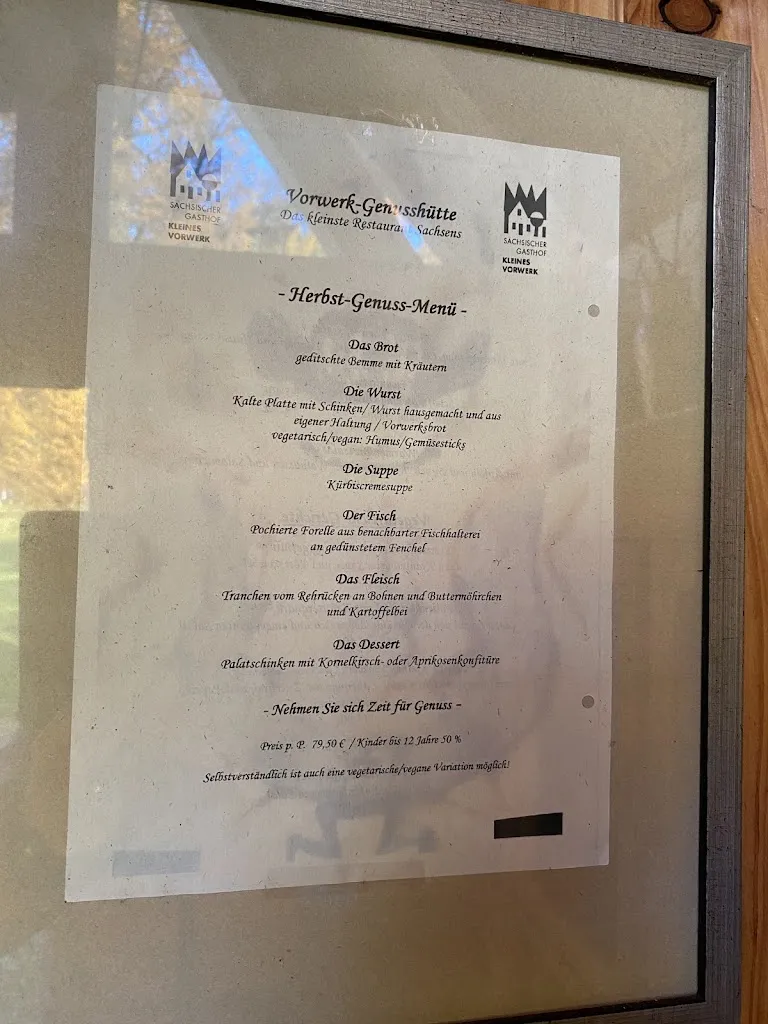 SÄCHSISCHER
GASTHOF
KLEINES
VORWERK
Vorwerk-Genusshütte
Das kleinste Restaurant Sachsens
SÄCHSISCHER
GASTHOF
KLEINES
VORWERK
- Herbst-Genuss-Menü -
Das Brot
geditschte Bemme mit Kräutern
Die Wurst
Kalte Platte mit Schinken/ Wurst hausgemacht und aus
eigener Haltung / Vorwerksbrot
vegetarisch/vegan: Humus/Gemüsesticks
Die Suppe
Kürbiscremesuppe
Der Fisch
Pochierte Forelle aus benachbarter Fischhalterei
an gedünstetem Fenchel
Das Fleisch
Tranchen vom Rehrücken an Bohnen und Buttermöhrchen
und Kartoffelbei
Das Dessert
Palatschinken mit Kornelkirsch- oder Aprikosenkonfitüre
- Nehmen Sie sich Zeit für Genuss -
Preis p. P. 79,50 € / Kinder bis 12 Jahre 50 %
Selbstverständlich ist auch eine vegetarische/vegane Variation möglich!